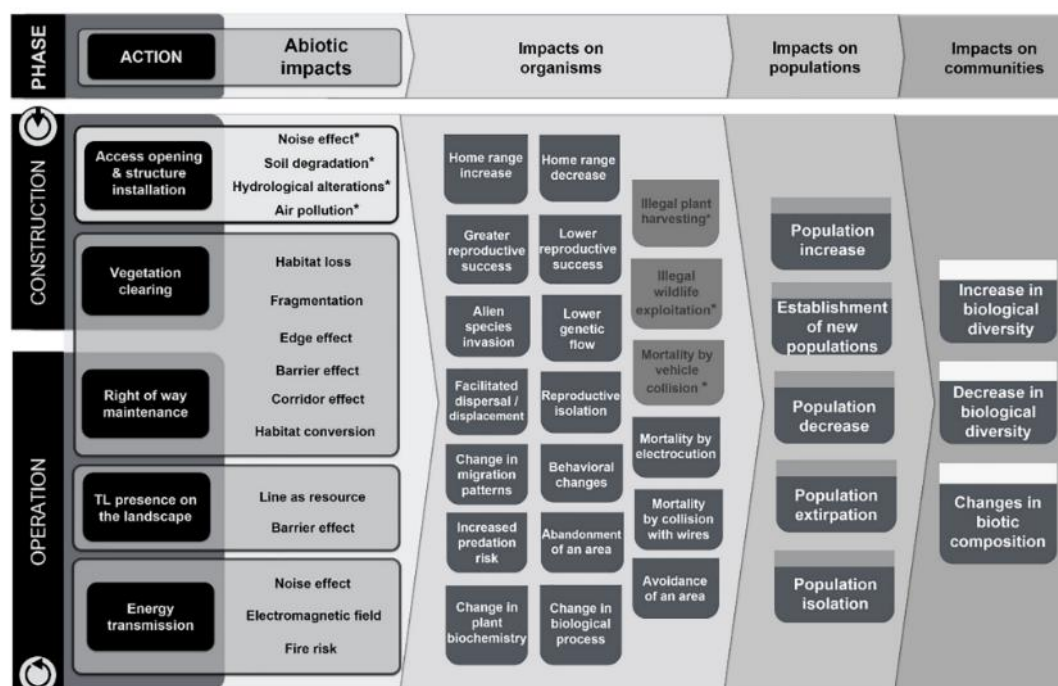 PHASE
ACTION
Abiotic
impacts
Impacts on
organisms
Impacts on
populations
Impacts on
communities
CONSTRUCTION
OPERATION
Access opening
& structure
installation
Noise effect*
Soil degradation*
Hydrological alterations*
Air pollution*
Vegetation
clearing
Right of way
maintenance
Habitat loss
Fragmentation
Edge effect
Barrier effect
Corridor effect
Habitat conversion
TL presence on
the landscape
Line as resource
Barrier effect
Energy
transmission
Noise effect
Electromagnetic field
Fire risk
Home range
increase
Greater
reproductive
success
Alien
species
invasion
Facilitated
dispersal /
displacement
Change in
migration
patterns
Increased
predation
risk
Change in
plant
biochemistry
Home range
decrease
Lower
reproductive
success
Lower
genetic
flow
Reproductive
isolation
Behavioral
changes
Abandonment
of an area
Change in
biological
process
Illegal plant
harvesting*
Illegal
wildlife
exploitation*
Mortality by
vehicle
collision *
Mortality by
electrocution
Mortality
by collision
with wires
Avoidance
of an area
Population
increase
Establishment
of new
populations
Population
decrease
Population
extirpation
Population
isolation
Increase in
biological
diversity
Decrease in
biological
diversity
Changes in
biotic
composition